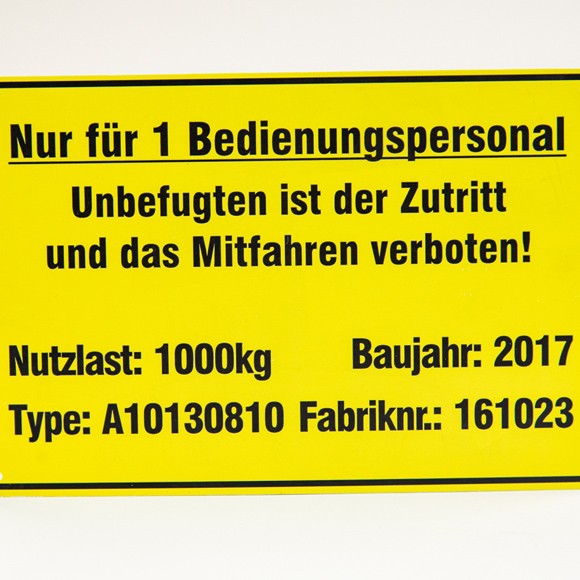 Nur für 1 Bedienungspersonal
Unbefugten ist der Zutritt
und das Mitfahren verboten!
Nutzlast: 1000kg Baujahr: 2017
Type: A10130810 Fabriknr.: 161023